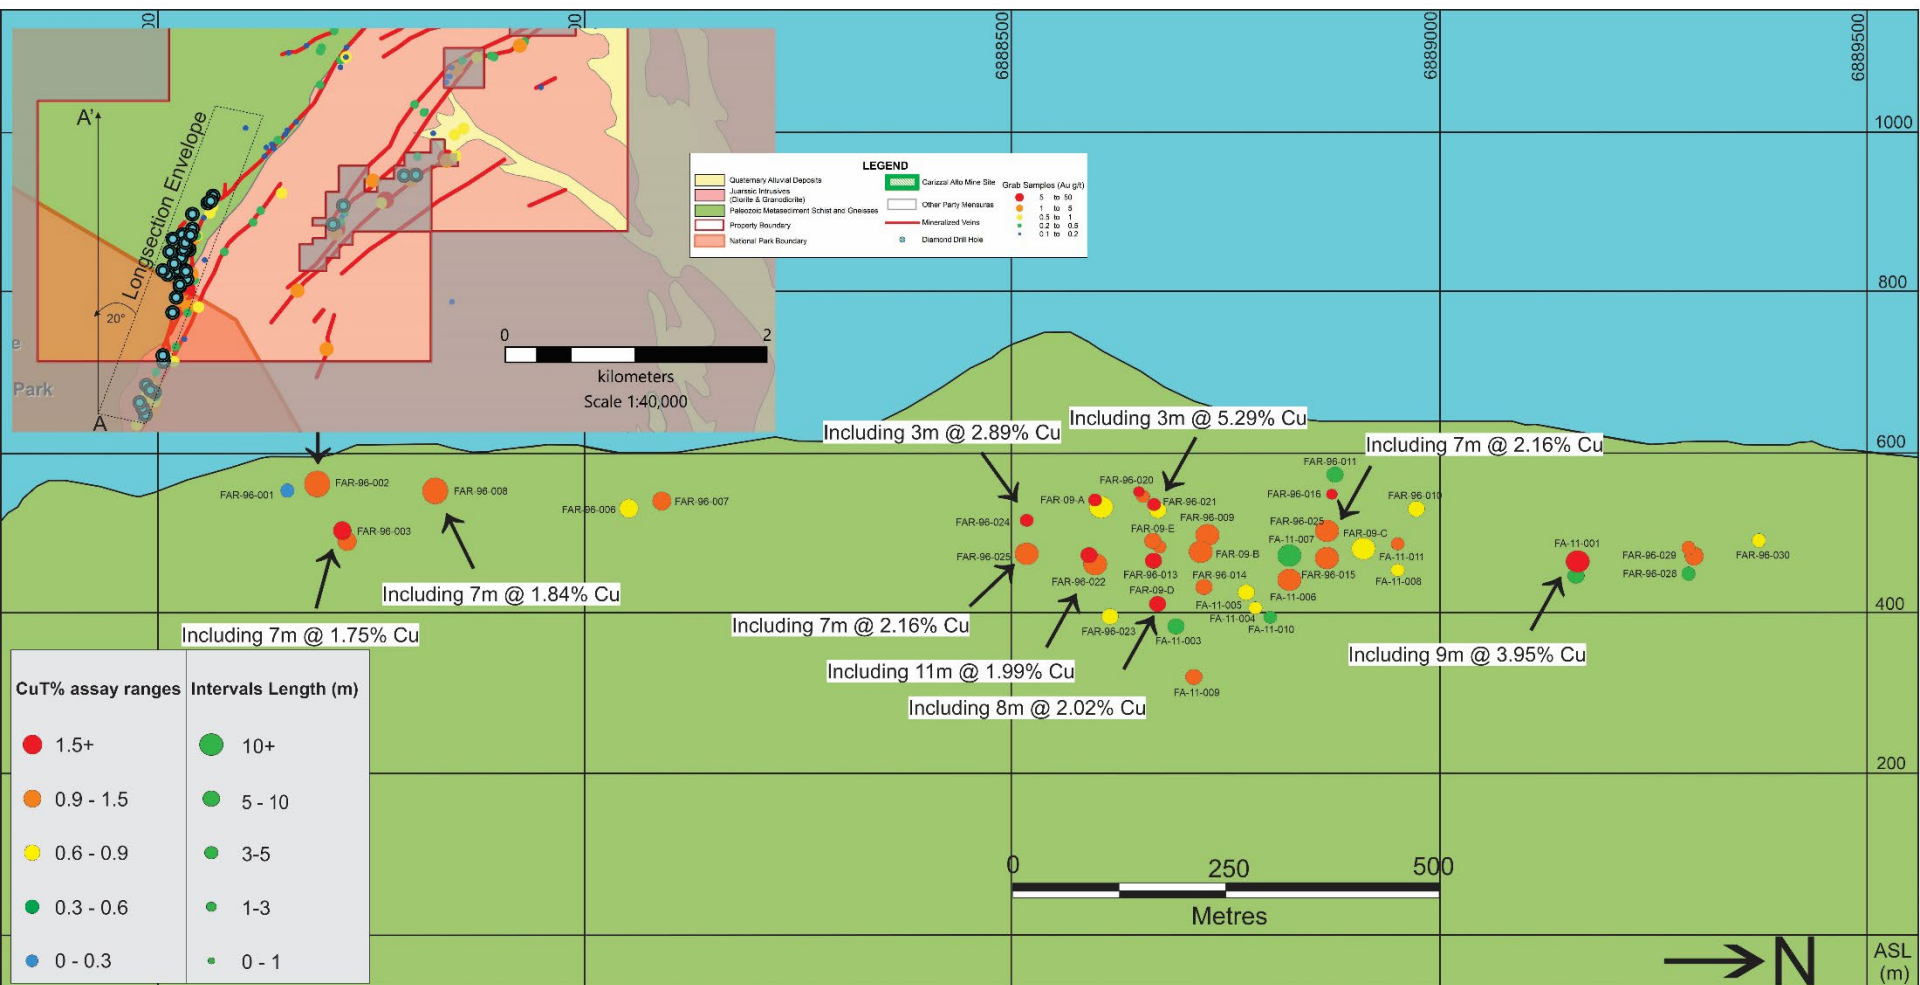 00
00
6888500
6889000
6889500
A'
Longsection Envelope
20°
A
e
Park
0
2
kilometers
Scale 1:40,000
LEGEND
Quaternary Alluvial Deposits
Juarssic Intrusives
(Diorite & Granodiorite)
Paleozoic Metasediment Schist and Gneisses
Property Boundary
National Park Boundary
Carizzal Alto Mine Site
Other Party Mensuras
Mineralized Veins
Diamond Drill Hole
Grab Samples (Au g/t)
5 to 50
1 to 5
0.5 to 1
0.2 to 0.5
0.1 to 0.2
1000
800
600
400
200
ASL
(m)
Including 3m @ 2.89% Cu
Including 3m @ 5.29% Cu
Including 7m @ 2.16% Cu
FAR-96-001
FAR-96-002
FAR-96-003
FAR-96-008
FAR-96-006
FAR-96-007
FAR-96-024
FAR-96-025
FAR-09-A
FAR-96-020
FAR-96-021
FAR-09-E
FAR-96-009
FAR-09-B
FAR-96-022
FAR-96-013
FAR-09-D
FAR-96-014
FAR-96-023
FA-11-003
FA-11-005
FA-11-004
FA-11-010
FA-11-009
FAR-96-011
FAR-96-016
FAR-96-025
FA-11-007
FAR-09-C
FAR-96-010
FA-11-011
FA-11-008
FAR-96-015
FA-11-006
FA-11-001
FAR-96-029
FAR-96-028
FAR-96-030
Including 7m @ 1.84% Cu
Including 7m @ 1.75% Cu
Including 7m @ 2.16% Cu
Including 11m @ 1.99% Cu
Including 8m @ 2.02% Cu
Including 9m @ 3.95% Cu
CuT% assay ranges
1.5+
0.9 - 1.5
0.6 - 0.9
0.3 - 0.6
0 - 0.3
Intervals Length (m)
10+
5 - 10
3-5
1-3
0 - 1
0
250
500
Metres
N